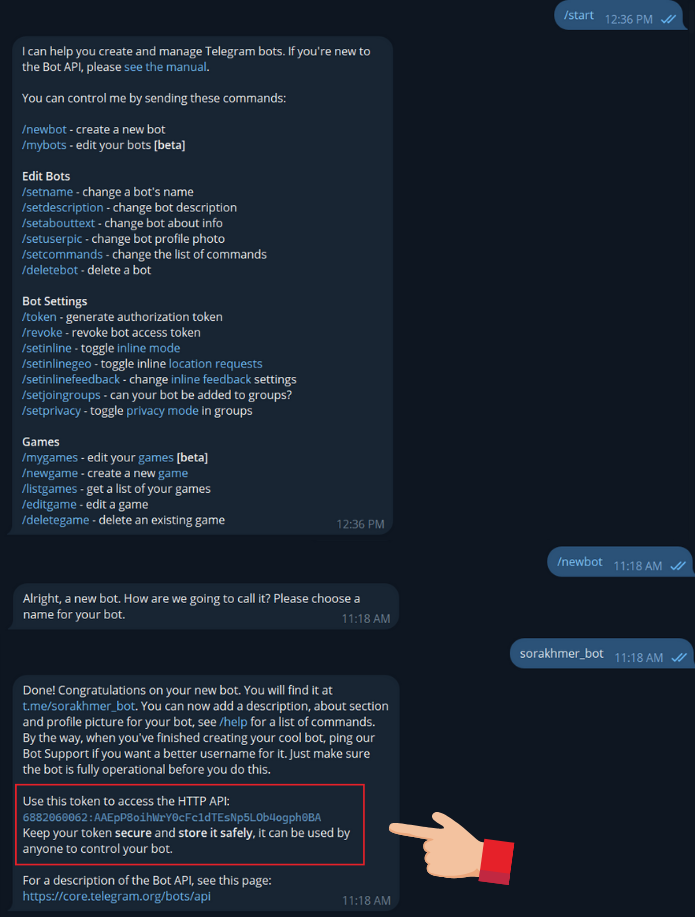 /start 12:36 PM
I can help you create and manage Telegram bots. If you're new to
the Bot API, please see the manual.
You can control me by sending these commands:
/newbot - create a new bot
/mybots - edit your bots [beta]
Edit Bots
/setname - change a bot's name
/setdescription - change bot description
/setabouttext - change bot about info
/setuserpic - change bot profile photo
/setcommands - change the list of commands
/deletebot - delete a bot
Bot Settings
/token - generate authorization token
/revoke - revoke bot access token
/setinline - toggle inline mode
/setinlinegeo - toggle inline location requests
/setinlinefeedback - change inline feedback settings
/setjoingroups - can your bot be added to groups?
/setprivacy - toggle privacy mode in groups
Games
/mygames - edit your games [beta]
/newgame - create a new game
/listgames - get a list of your games
/editgame - edit a game
/deletegame - delete an existing game
12:36 PM
/newbot 11:18 AM
Alright, a new bot. How are we going to call it? Please choose a
name for your bot.
11:18 AM
sorakhmer_bot 11:18 AM
Done! Congratulations on your new bot. You will find it at
t.me/sorakhmer_bot. You can now add a description, about section
and profile picture for your bot, see /help for a list of commands.
By the way, when you've finished creating your cool bot, ping our
Bot Support if you want a better username for it. Just make sure
the bot is fully operational before you do this.
Use this token to access the HTTP API:
6882060062:AAEpP8oihWrY0cFc1dTEsNp5LOb4ogph0BA
Keep your token secure and store it safely, it can be used by
anyone to control your bot.
For a description of the Bot API, see this page:
https://core.telegram.org/bots/api
11:18 AM